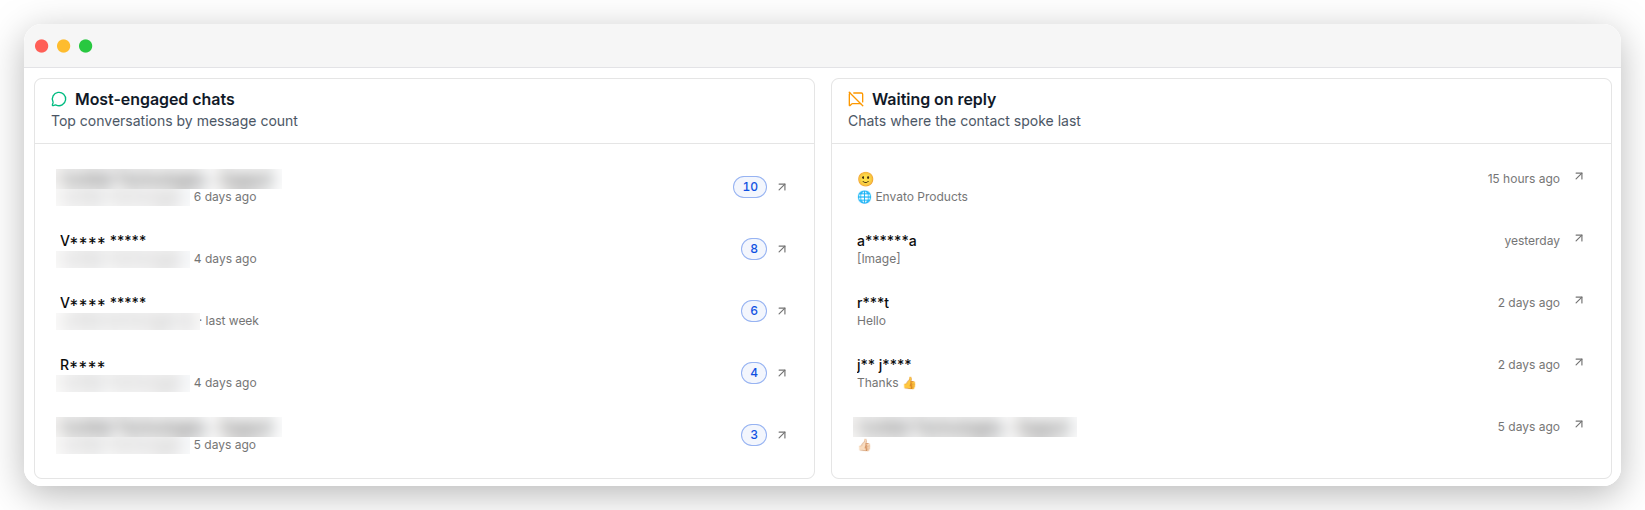 Most-engaged chats
Top conversations by message count
6 days ago
10
V**** *****
4 days ago
8
V**** *****
· last week
6
R****
4 days ago
4
5 days ago
3
Waiting on reply
Chats where the contact spoke last
🙂
15 hours ago
🌐 Envato Products
a******a
yesterday
[Image]
r***t
2 days ago
Hello
j** j****
2 days ago
Thanks 👍
5 days ago
👍🏻